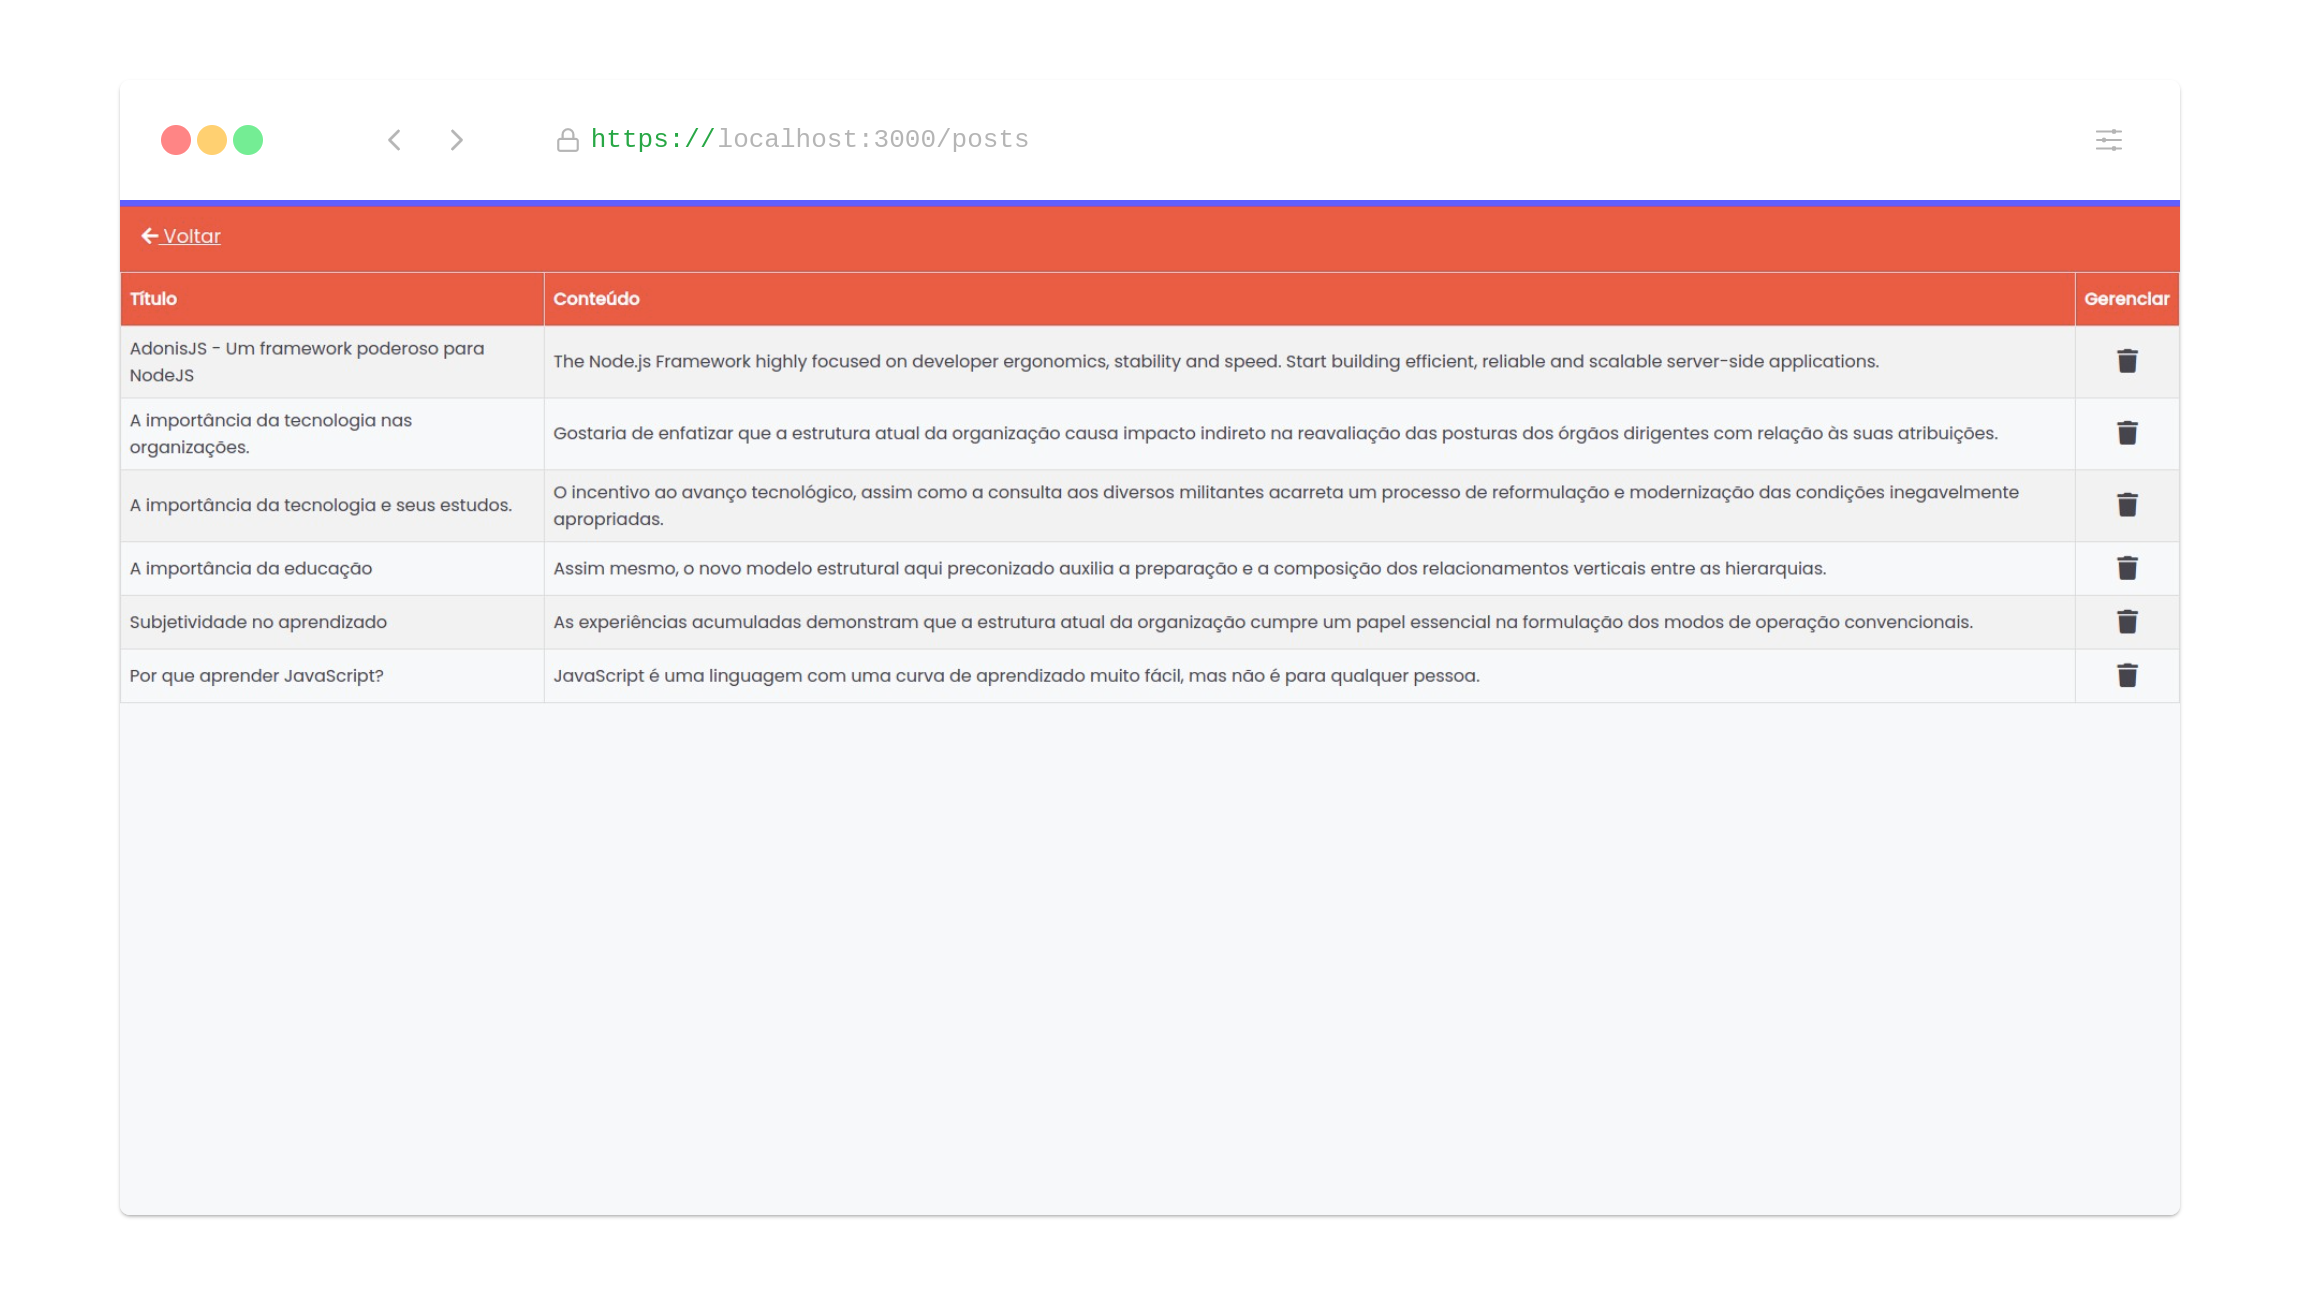 https://localhost:3000/posts
Voltar
Título
Conteúdo
Gerenciar
AdonisJS - Um framework poderoso para
NodeJS
The Node.js Framework highly focused on developer ergonomics, stability and speed. Start building efficient, reliable and scalable server-side applications.
A importância da tecnologia nas
organizações.
Gostaria de enfatizar que a estrutura atual da organização causa impacto indireto na reavaliação das posturas dos órgãos dirigentes com relação às suas atribuições.
A importância da tecnologia e seus estudos.
O incentivo ao avanço tecnológico, assim como a consulta aos diversos militantes acarreta um processo de reformulação e modernização das condições inegavelmente
apropriadas.
A importância da educação
Assim mesmo, o novo modelo estrutural aqui preconizado auxilia a preparação e a composição dos relacionamentos verticais entre as hierarquias.
Subjetividade no aprendizado
As experiências acumuladas demonstram que a estrutura atual da organização cumpre um papel essencial na formulação dos modos de operação convencionais.
Por que aprender JavaScript?
JavaScript é uma linguagem com uma curva de aprendizado muito fácil, mas não é para qualquer pessoa.